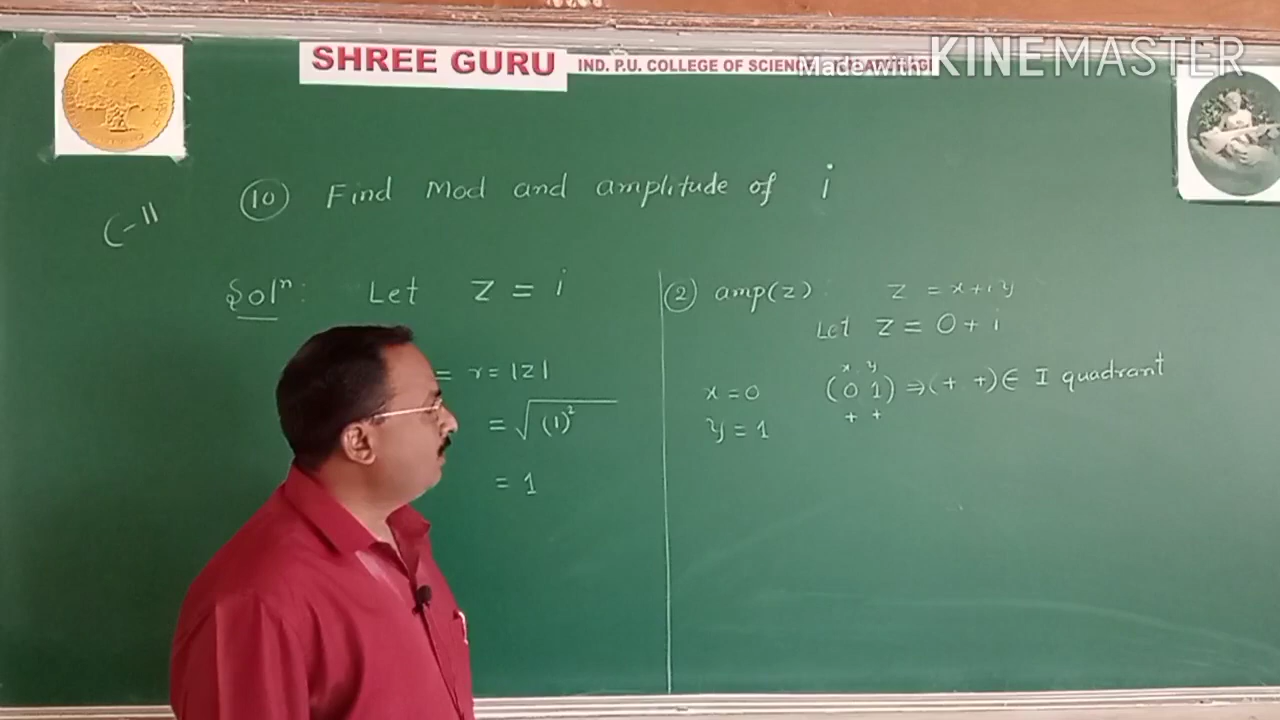 SHREE GURU IND. P.U. COLLEGE OF SCIENCE
Made with KINEMASTER
(10) Find Mod and amplitude of i
C-11
Solⁿ: Let z = i
= r = |z|
= √(1)²
= 1
(2) amp(z) z = x+iy
Let z = 0 + i
x y
x = 0 (0 1) ⇒ (+ +) ∈ I quadrant
+ +
y = 1